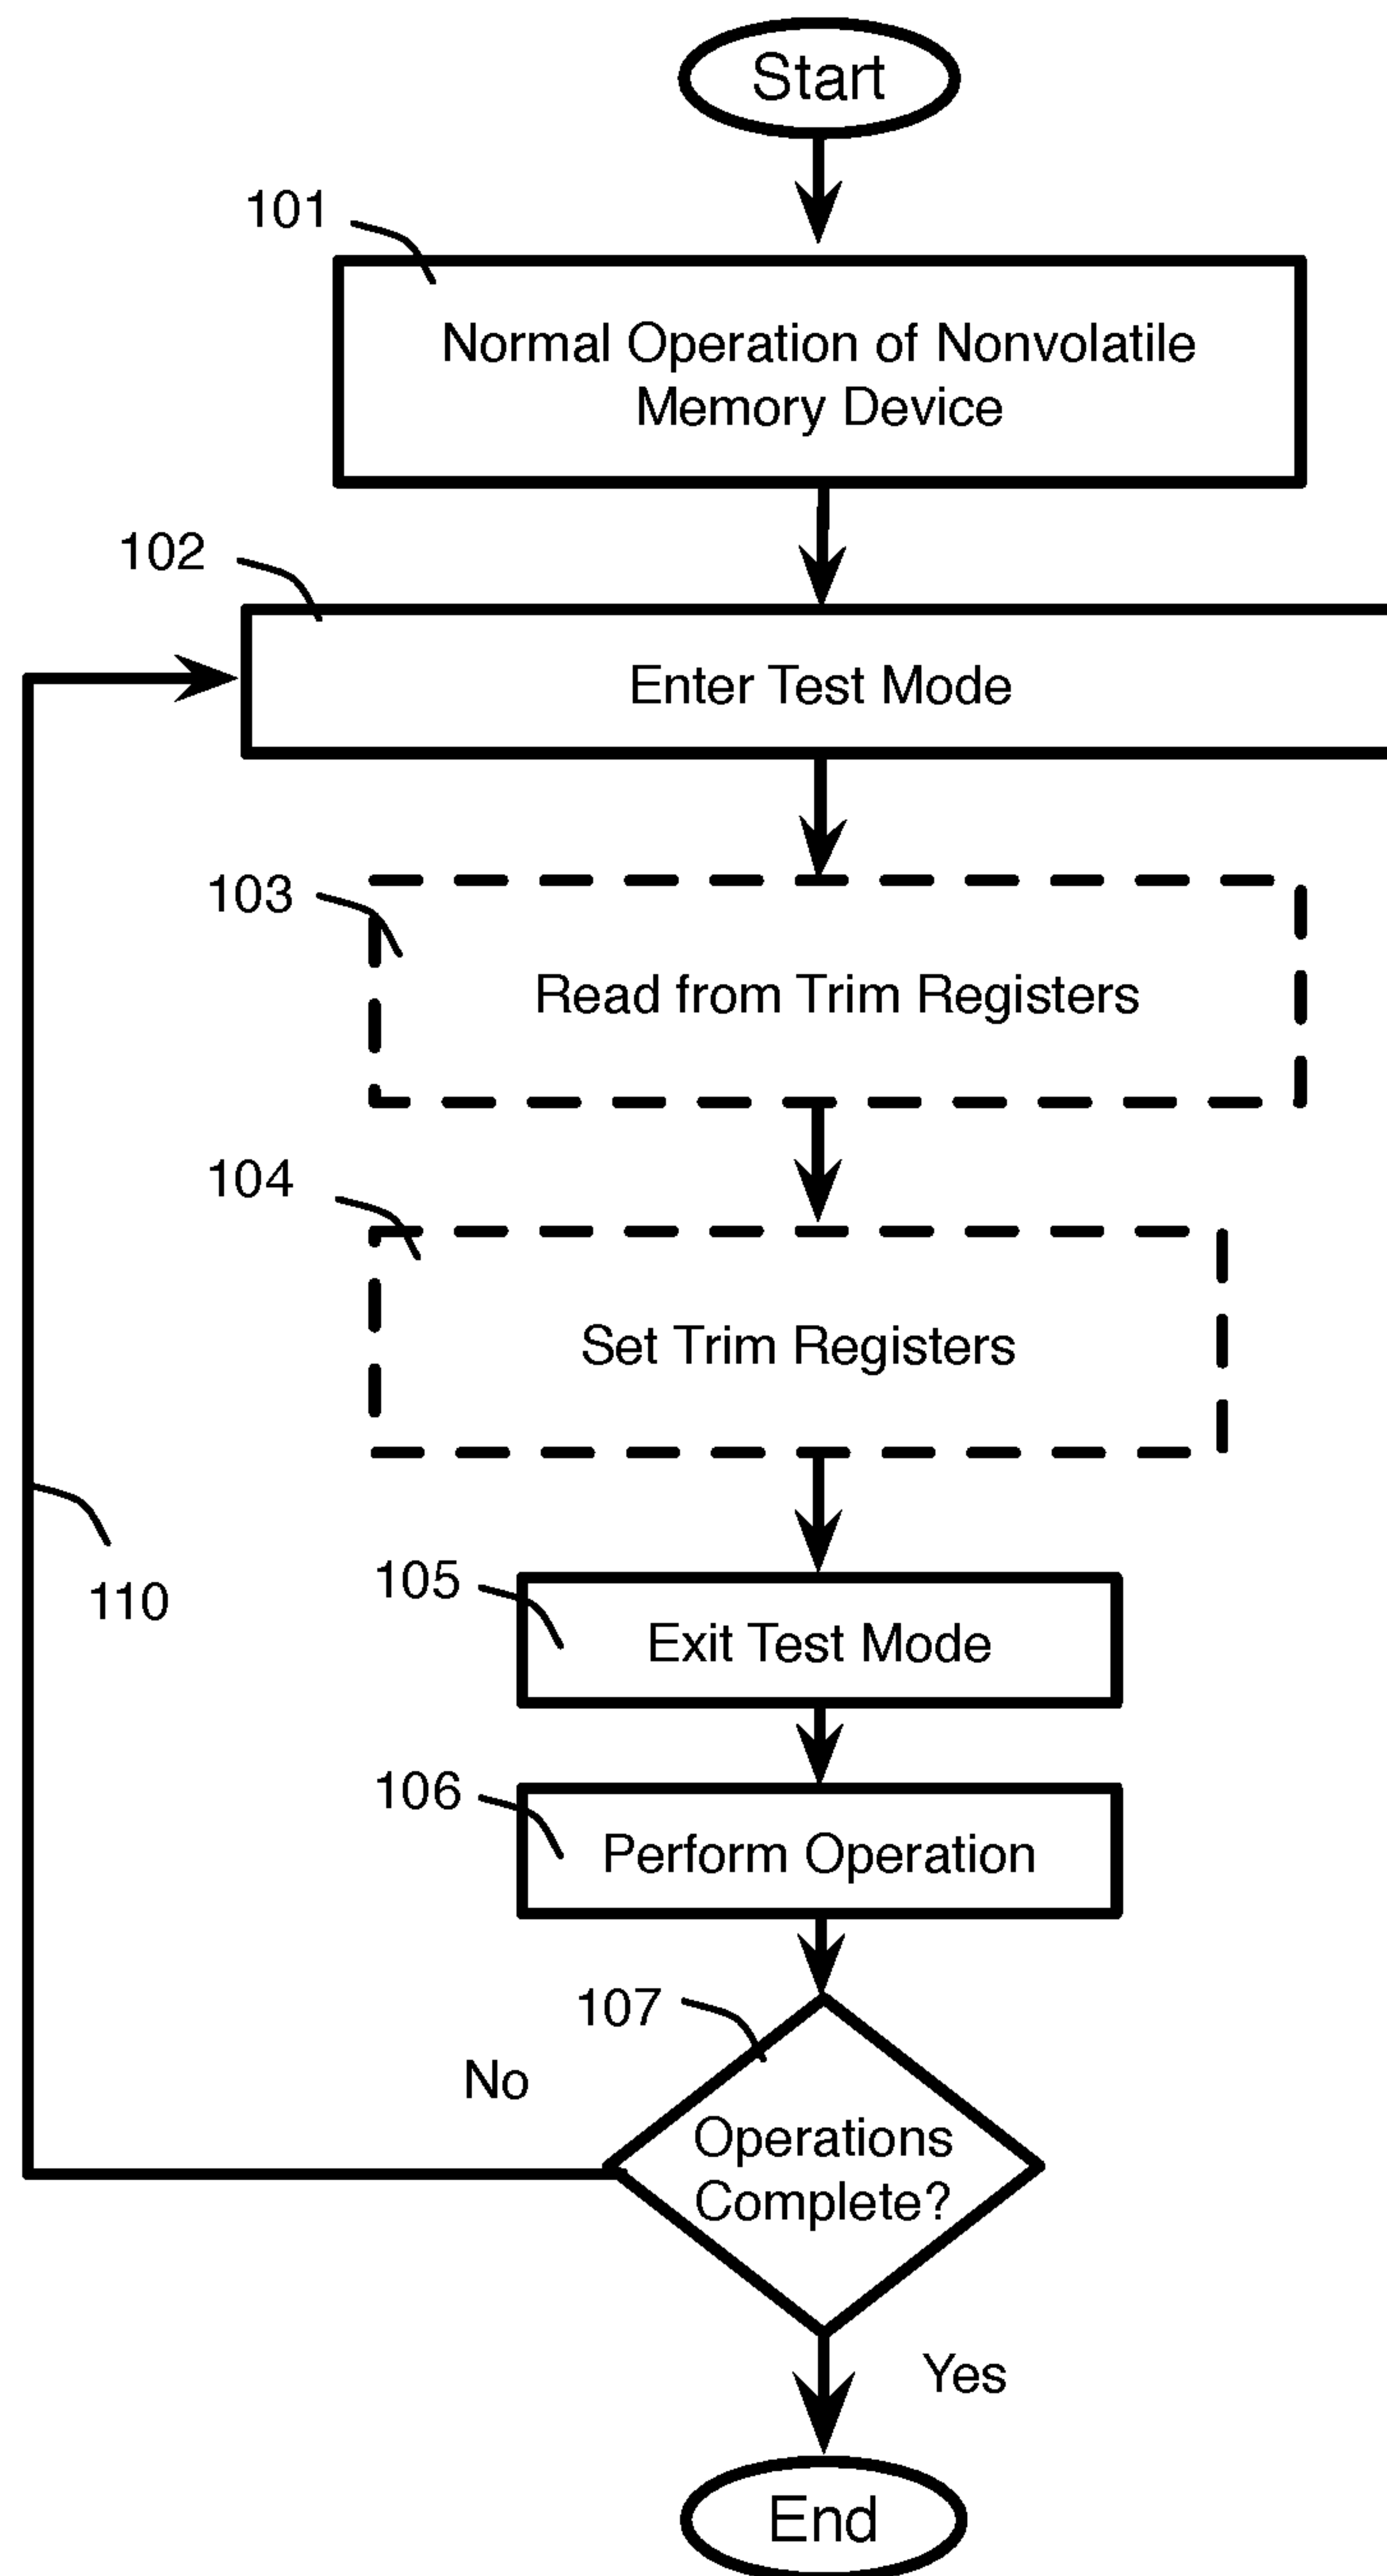 Start
101
Normal Operation of Nonvolatile
Memory Device
102
Enter Test Mode
103
Read from Trim Registers
104
Set Trim Registers
105
Exit Test Mode
110
106
Perform Operation
107
No
Operations
Complete?
Yes
End